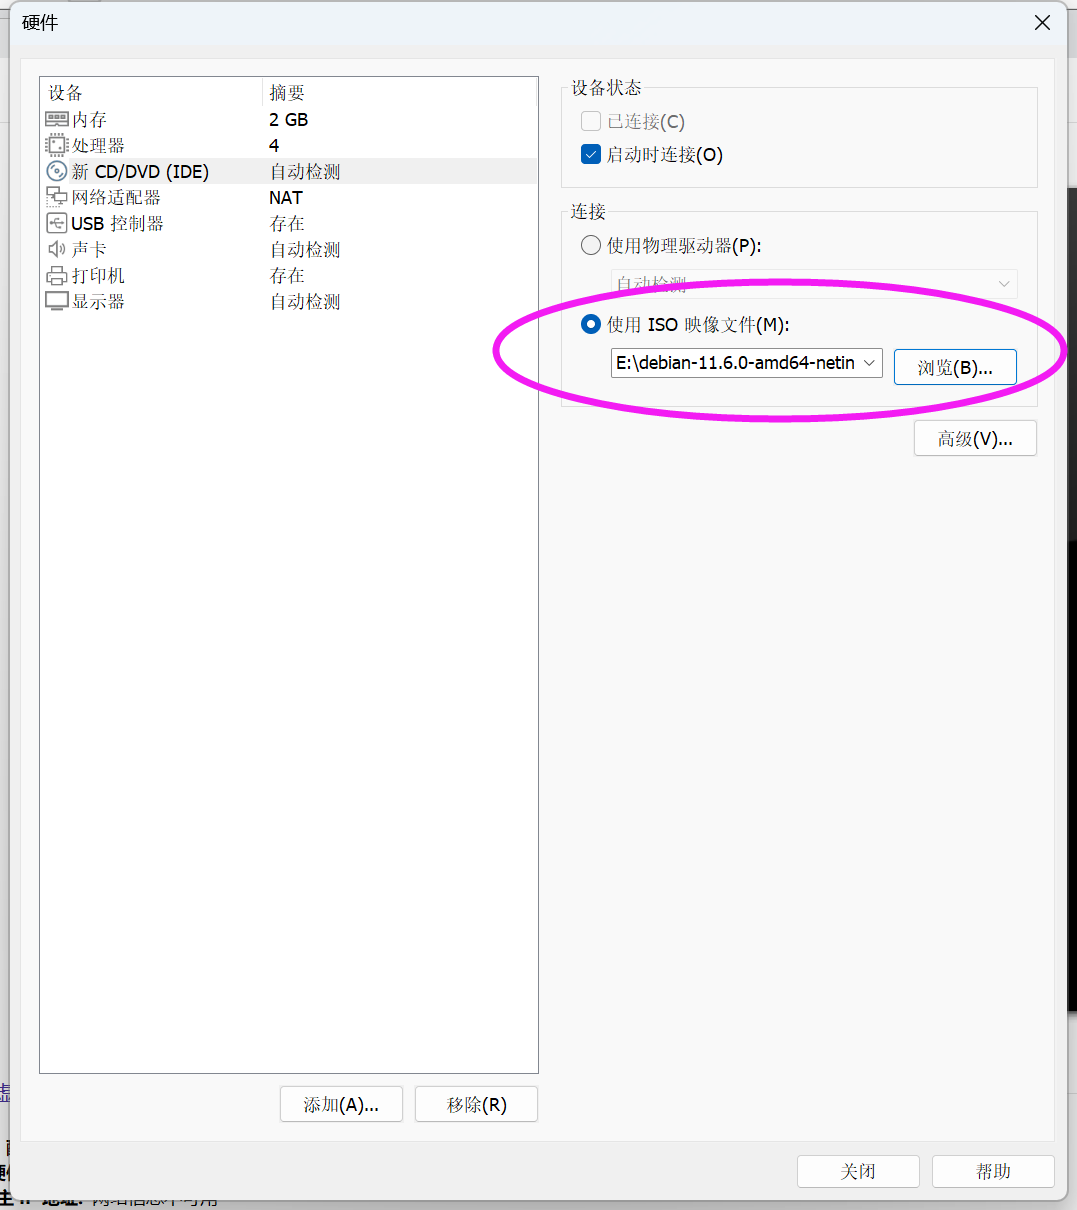 硬件
设备 摘要
内存 2 GB
处理器 4
新 CD/DVD (IDE) 自动检测
网络适配器 NAT
USB 控制器 存在
声卡 自动检测
打印机 存在
显示器 自动检测
添加(A)... 移除(R)
设备状态
已连接(C)
启动时连接(O)
连接
使用物理驱动器(P):
自动检测
使用 ISO 映像文件(M):
E:\debian-11.6.0-amd64-netin
浏览(B)...
高级(V)...
关闭 帮助